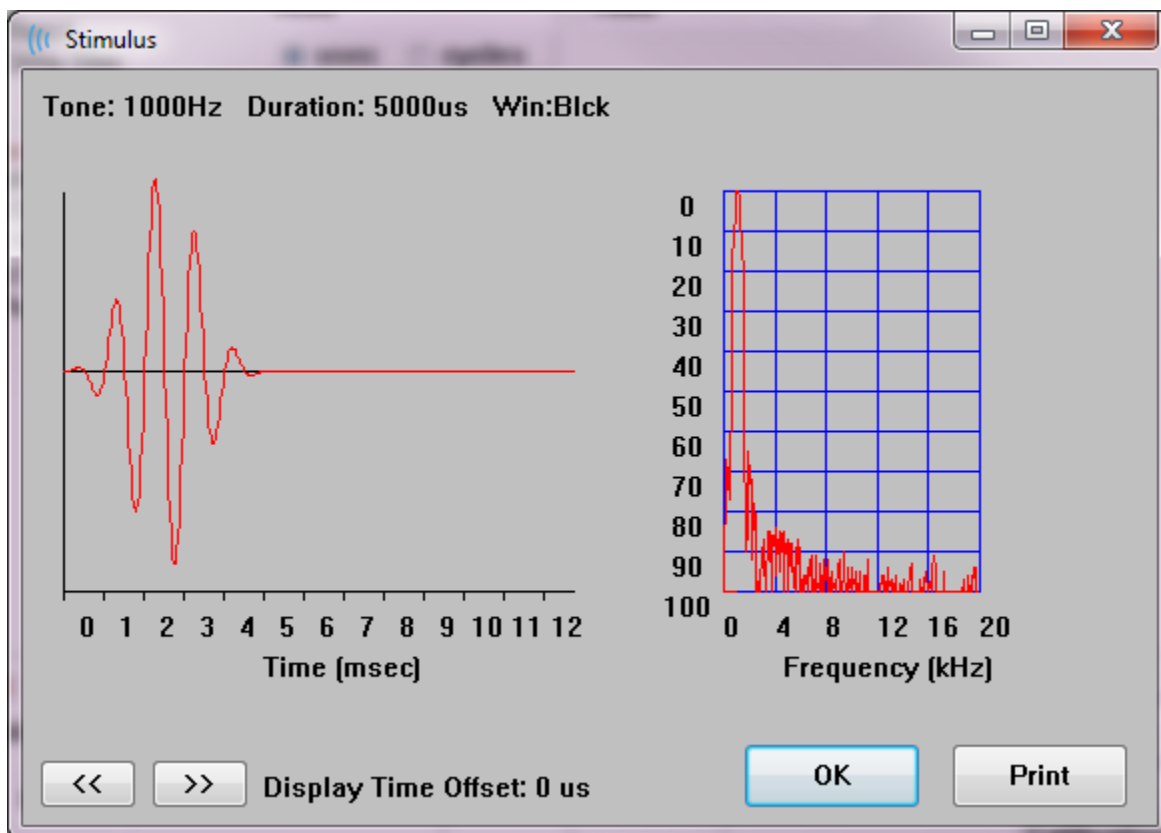 Stimulus
Tone: 1000Hz Duration: 5000us Win:Blck
0
10
20
30
40
50
60
70
80
90
100
0 1 2 3 4 5 6 7 8 9 10 11 12
Time (msec)
0 4 8 12 16 20
Frequency (kHz)
<< >> Display Time Offset: 0 us
OK Print